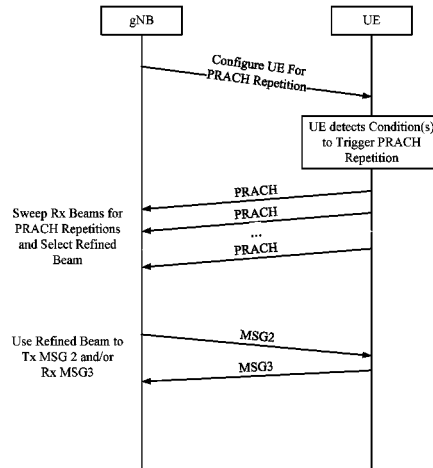 gNB
UE
Configure UE For
PRACH Repetition
UE detects Condition(s)
to Trigger PRACH
Repetition
PRACH
PRACH
...
PRACH
Sweep Rx Beams for
PRACH Repetitions
and Select Refined
Beam
MSG2
MSG3
Use Refined Beam to
Tx MSG 2 and/or
Rx MSG3